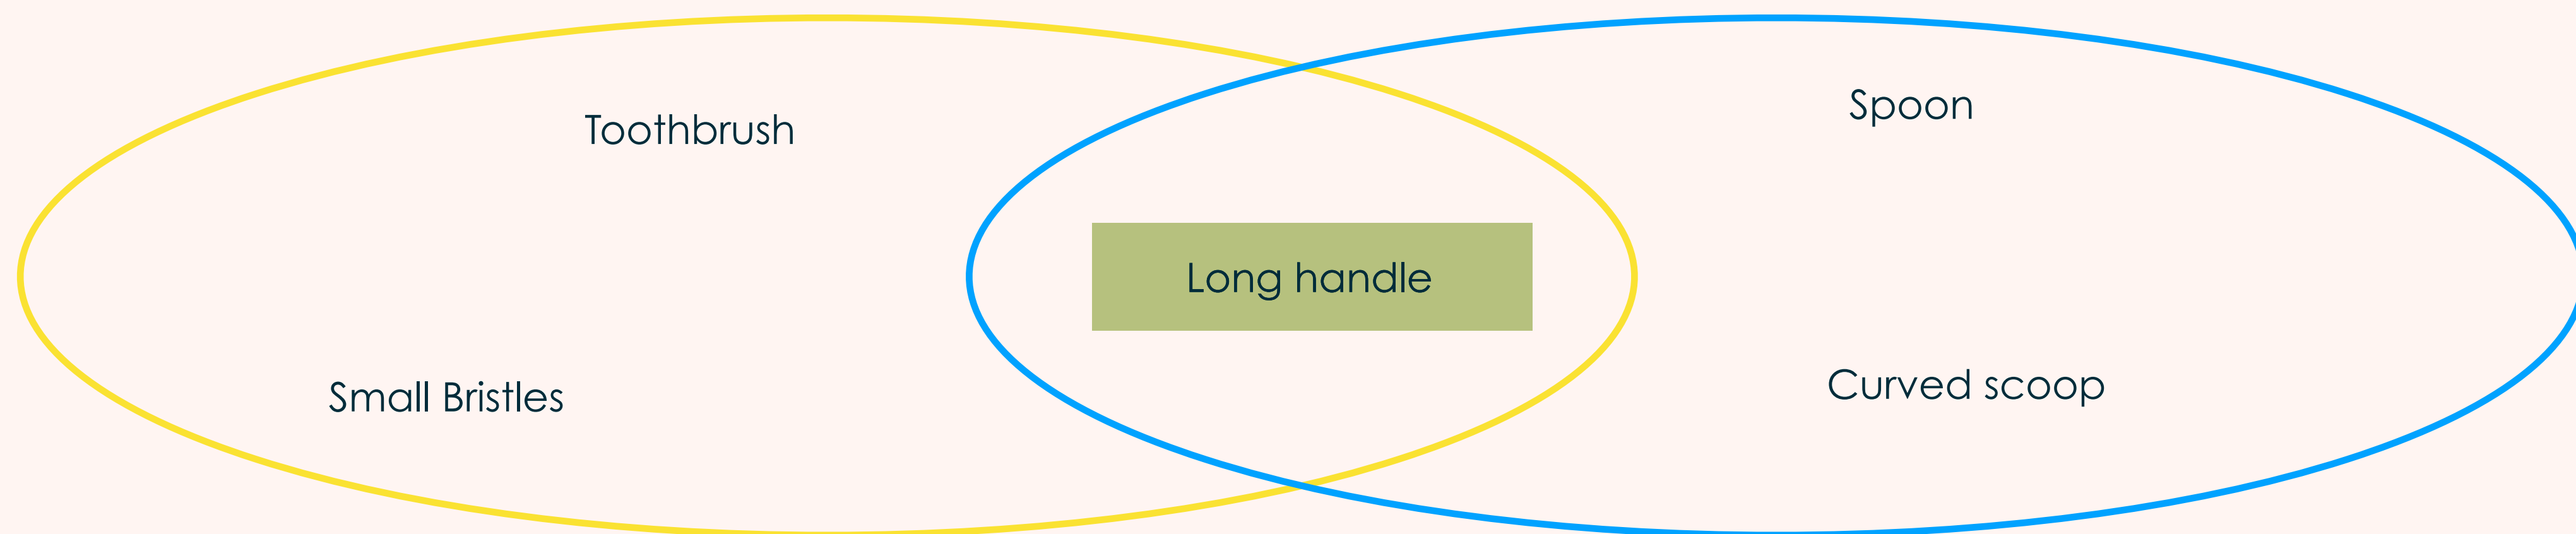 Toothbrush
Spoon
Long handle
Small Bristles
Curved scoop